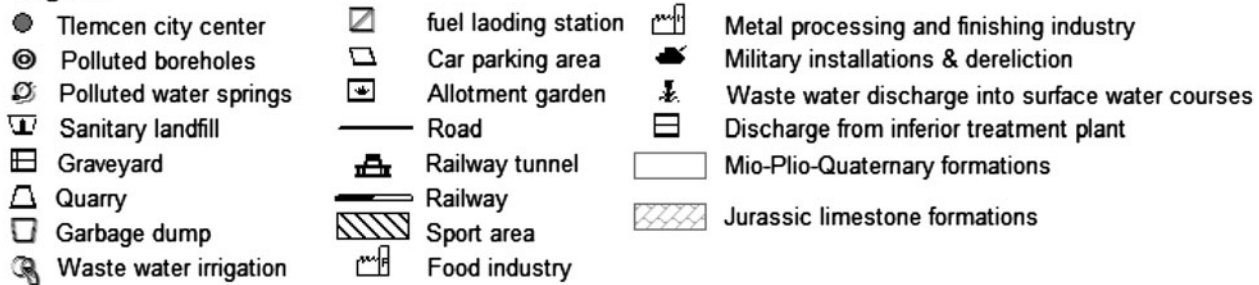 Tlemcen city center
Polluted boreholes
Polluted water springs
Sanitary landfill
Graveyard
Quarry
Garbage dump
Waste water irrigation
fuel laoding station
Car parking area
Allotment garden
Road
Railway tunnel
Railway
Sport area
Food industry
Metal processing and finishing industry
Military installations & dereliction
Waste water discharge into surface water courses
Discharge from inferior treatment plant
Mio-Plio-Quaternary formations
Jurassic limestone formations